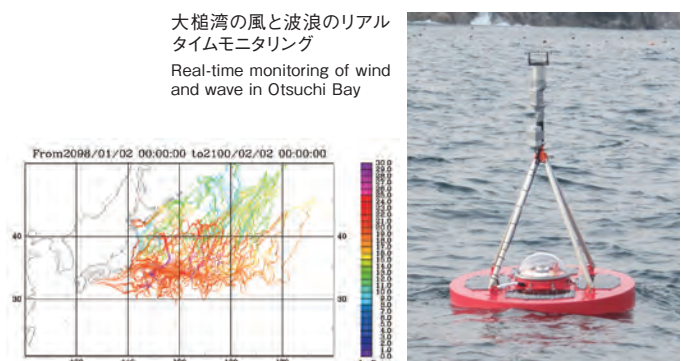 大槌湾の風と波浪のリアル
タイムモニタリング
Real-time monitoring of wind
and wave in Otsuchi Bay
From2098/01/02 00:00:00 to2100/02/02 00:00:00
40
30
40
30